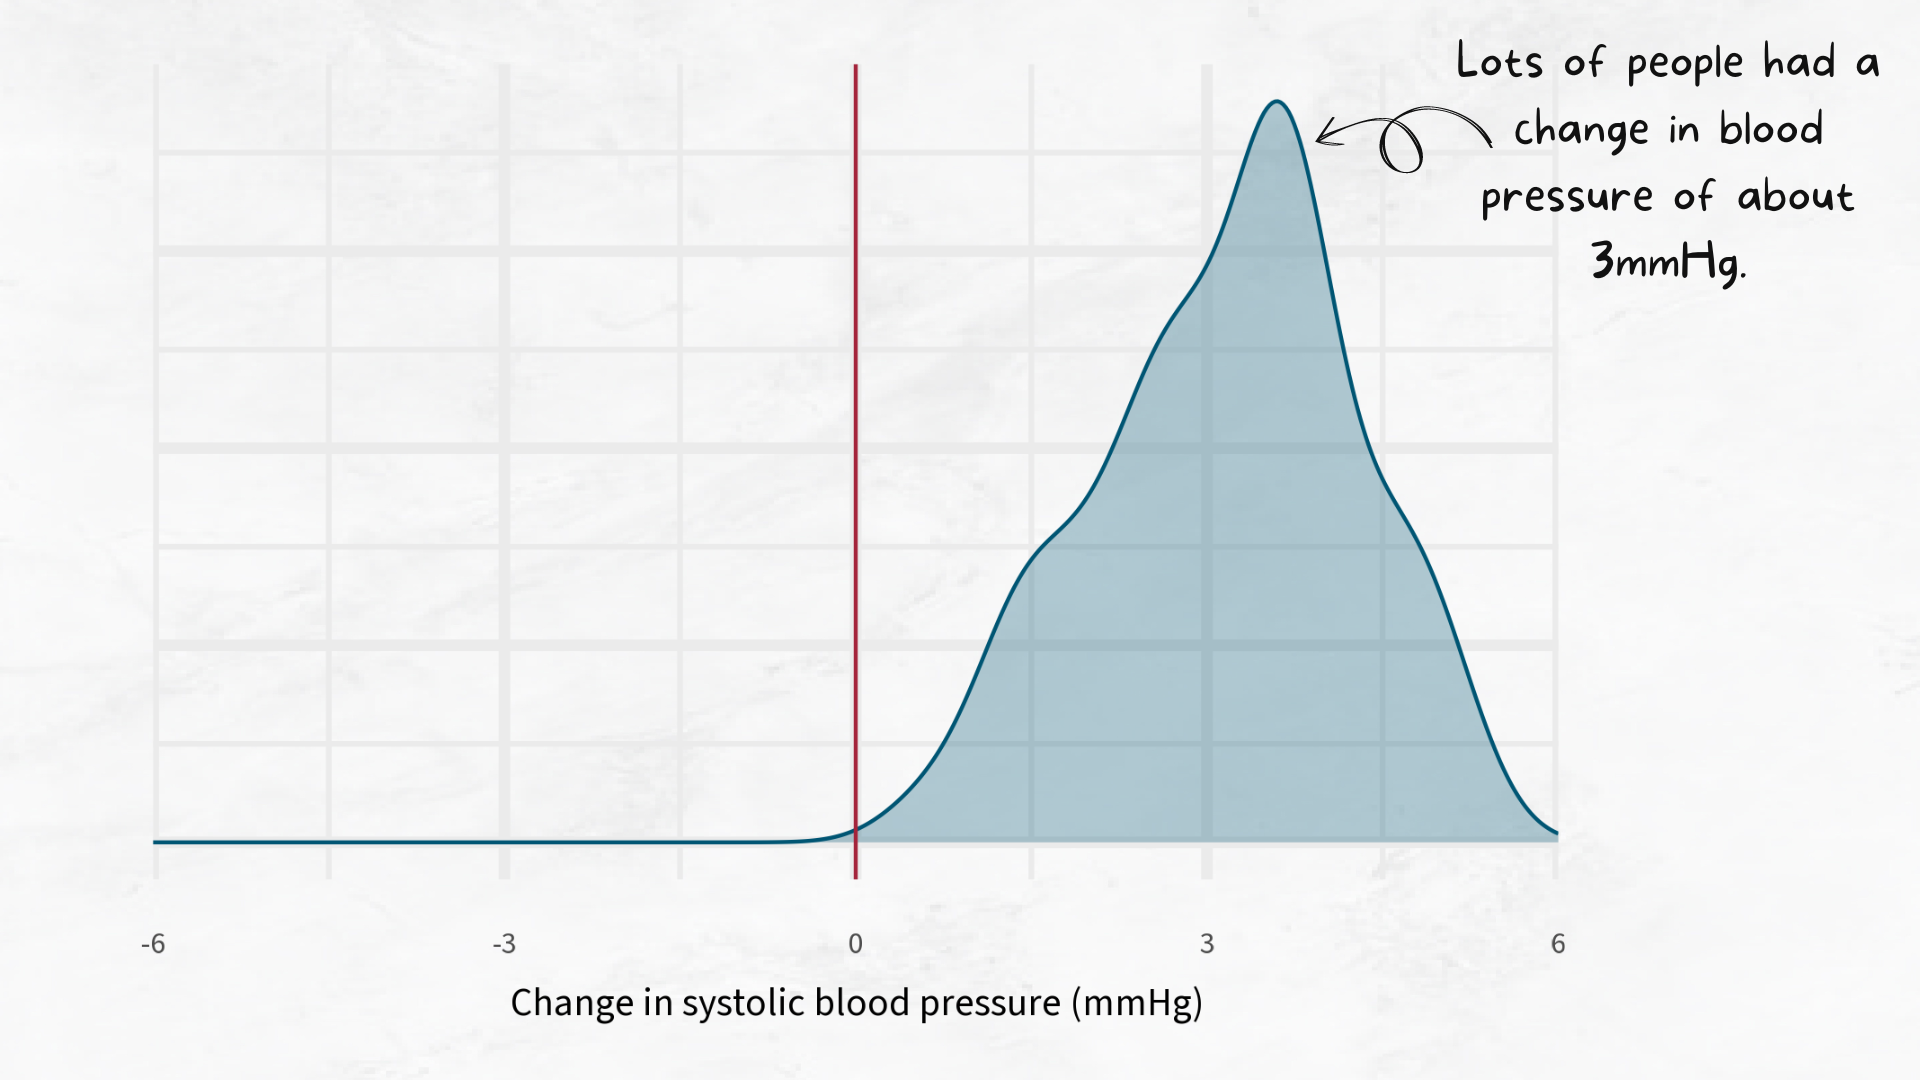 Lots of people had a
change in blood
pressure of about
3mmHg.
-6 -3 0 3 6
Change in systolic blood pressure (mmHg)